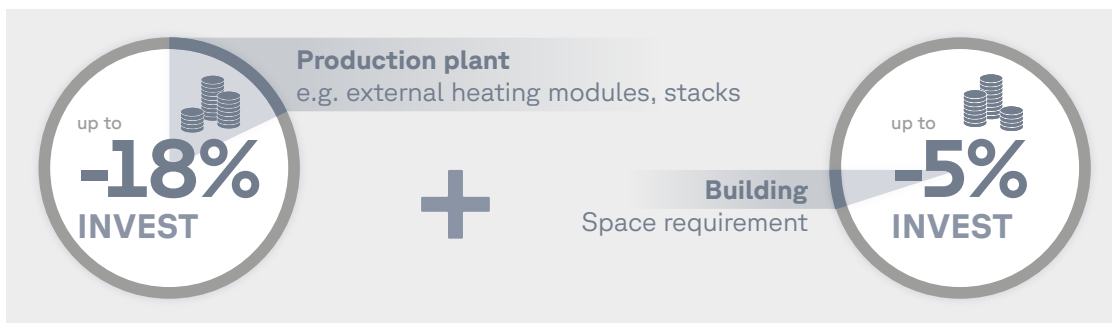 Production plant
e.g. external heating modules, stacks
up to
-18%
INVEST
+
Building
Space requirement
up to
-5%
INVEST